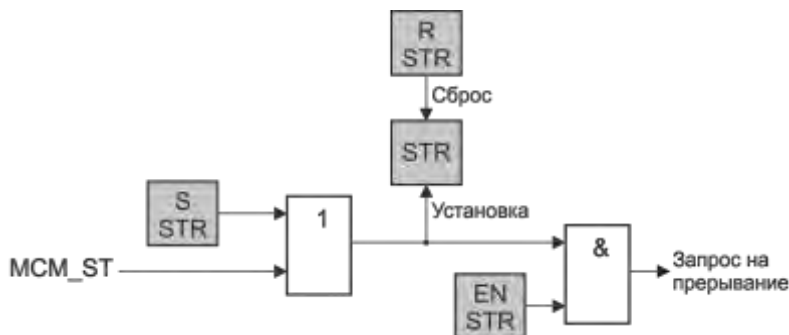 R
STR
Сброс
STR
S
STR
Установка
1
MCM_ST
&
Запрос на
прерывание
EN
STR